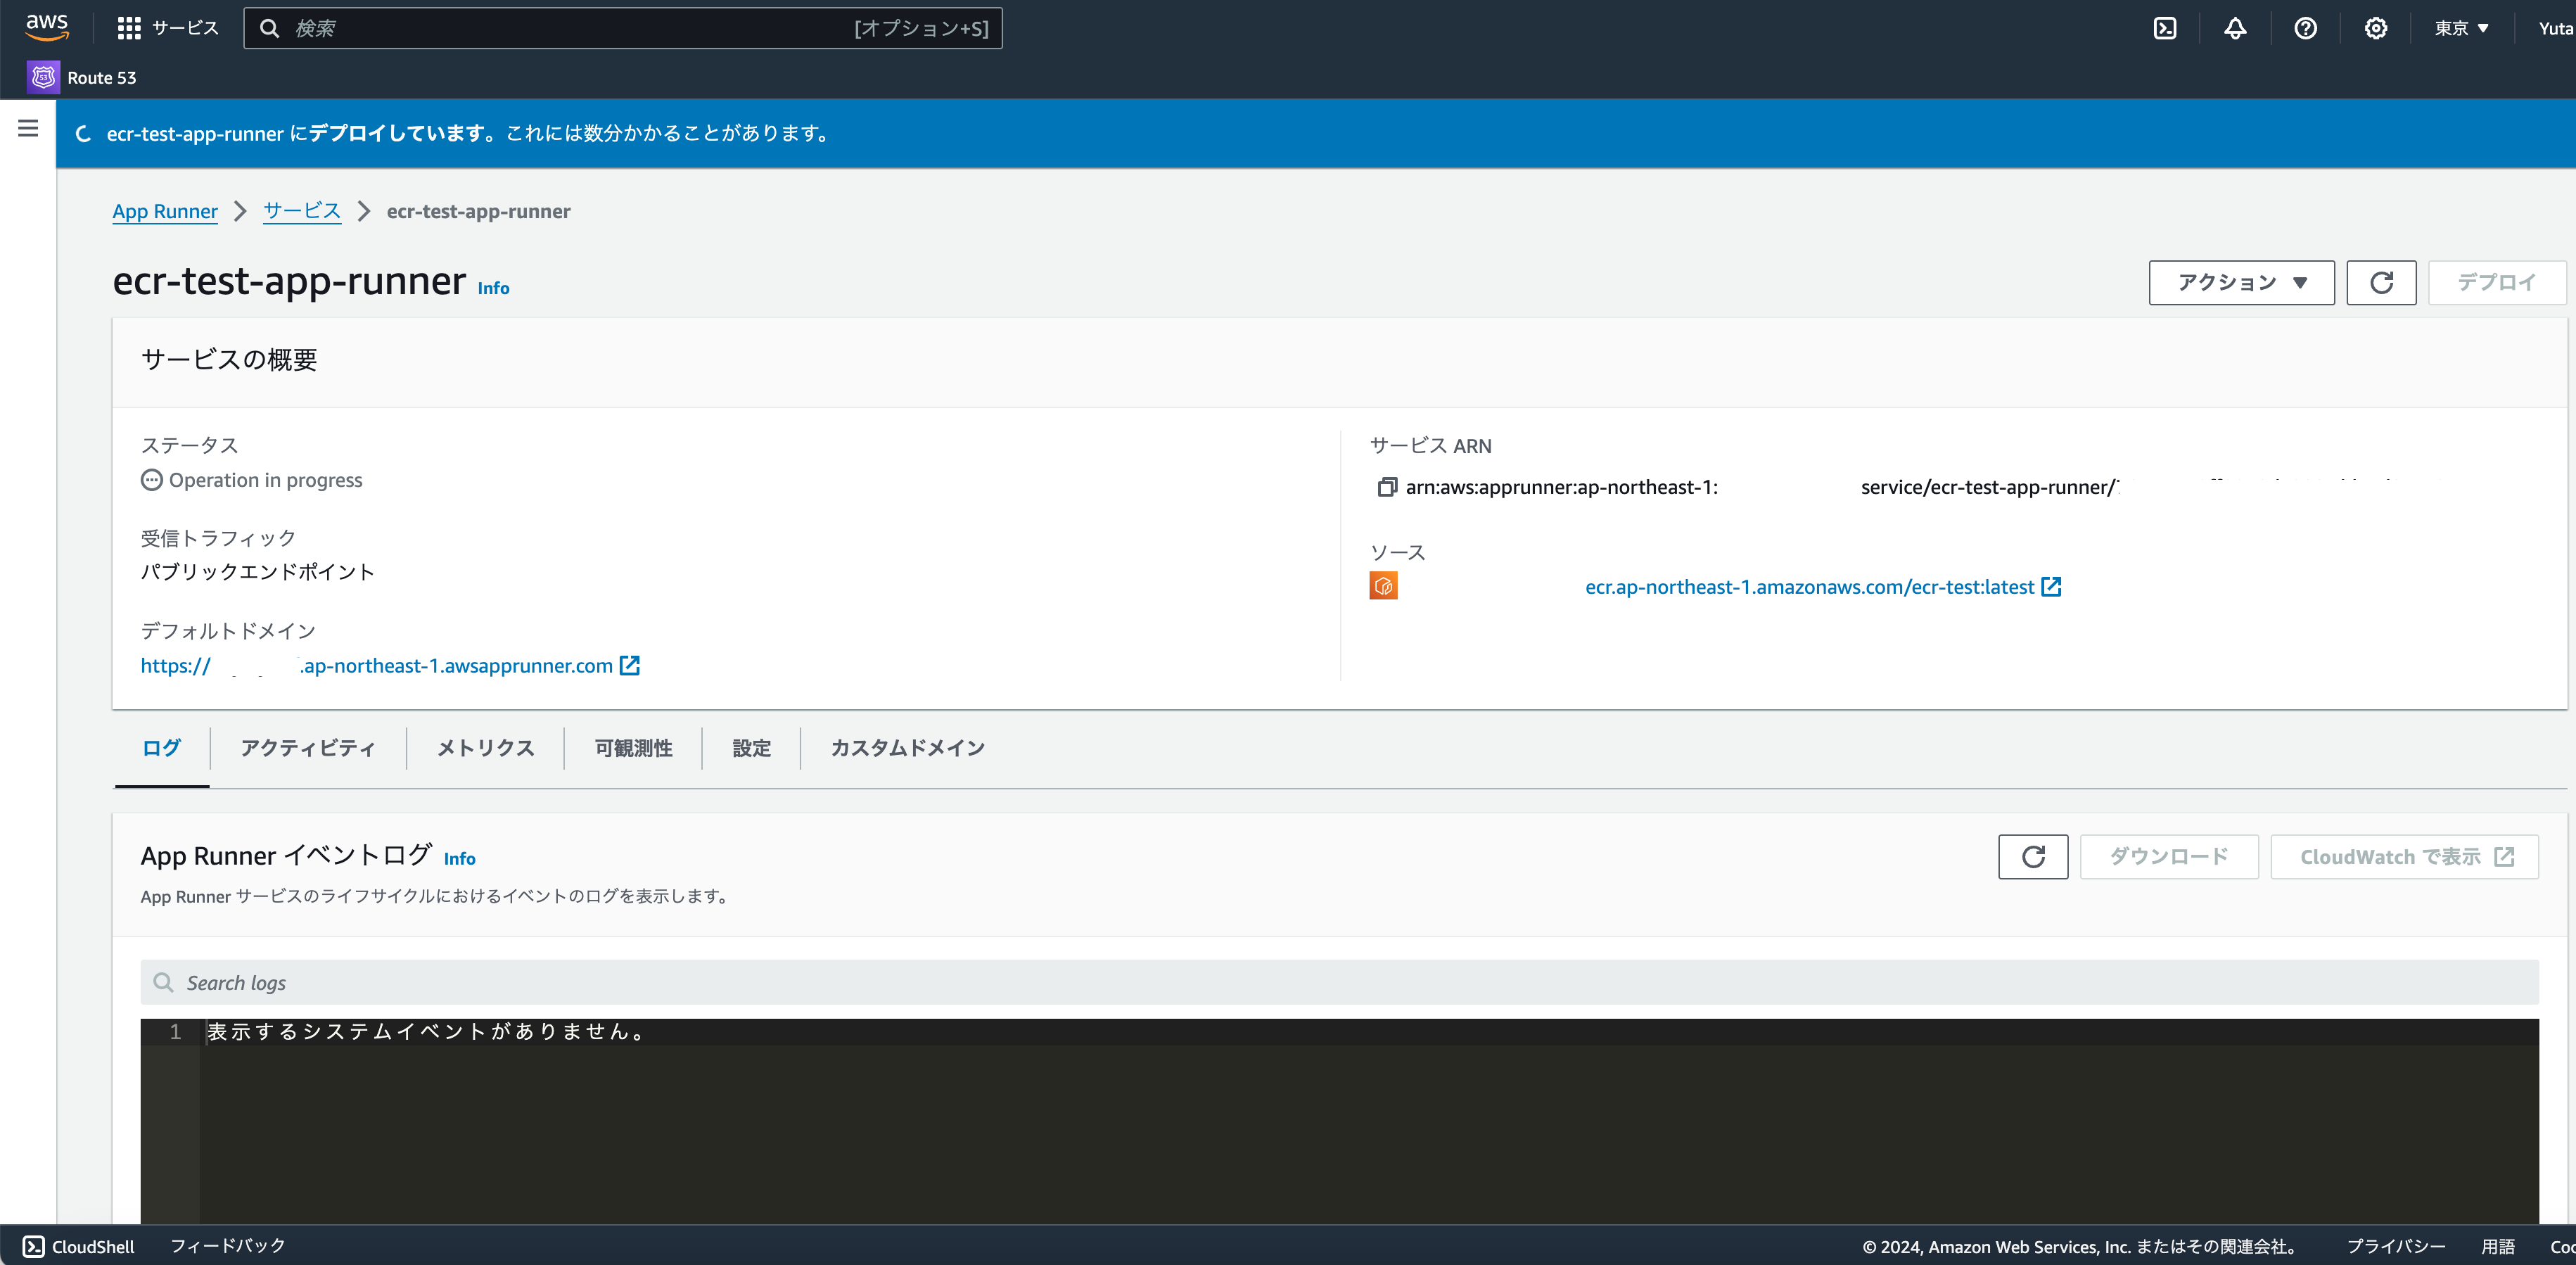 aws サービス 検索 [オプション+S] 東京 ▼ Yuta
Route 53
ecr-test-app-runner にデプロイしています。これには数分かかることがあります。
App Runner > サービス > ecr-test-app-runner
ecr-test-app-runner Info アクション ▼ デプロイ
サービスの概要
ステータス
Operation in progress
受信トラフィック
パブリックエンドポイント
デフォルトドメイン
https:// .ap-northeast-1.awsapprunner.com
サービス ARN
arn:aws:apprunner:ap-northeast-1: service/ecr-test-app-runner/
ソース
ecr.ap-northeast-1.amazonaws.com/ecr-test:latest
ログ アクティビティ メトリクス 可観測性 設定 カスタムドメイン
App Runner イベントログ Info ダウンロード CloudWatch で表示
App Runner サービスのライフサイクルにおけるイベントのログを表示します。
Search logs
1 表示するシステムイベントがありません。
CloudShell フィードバック © 2024, Amazon Web Services, Inc. またはその関連会社。 プライバシー 用語